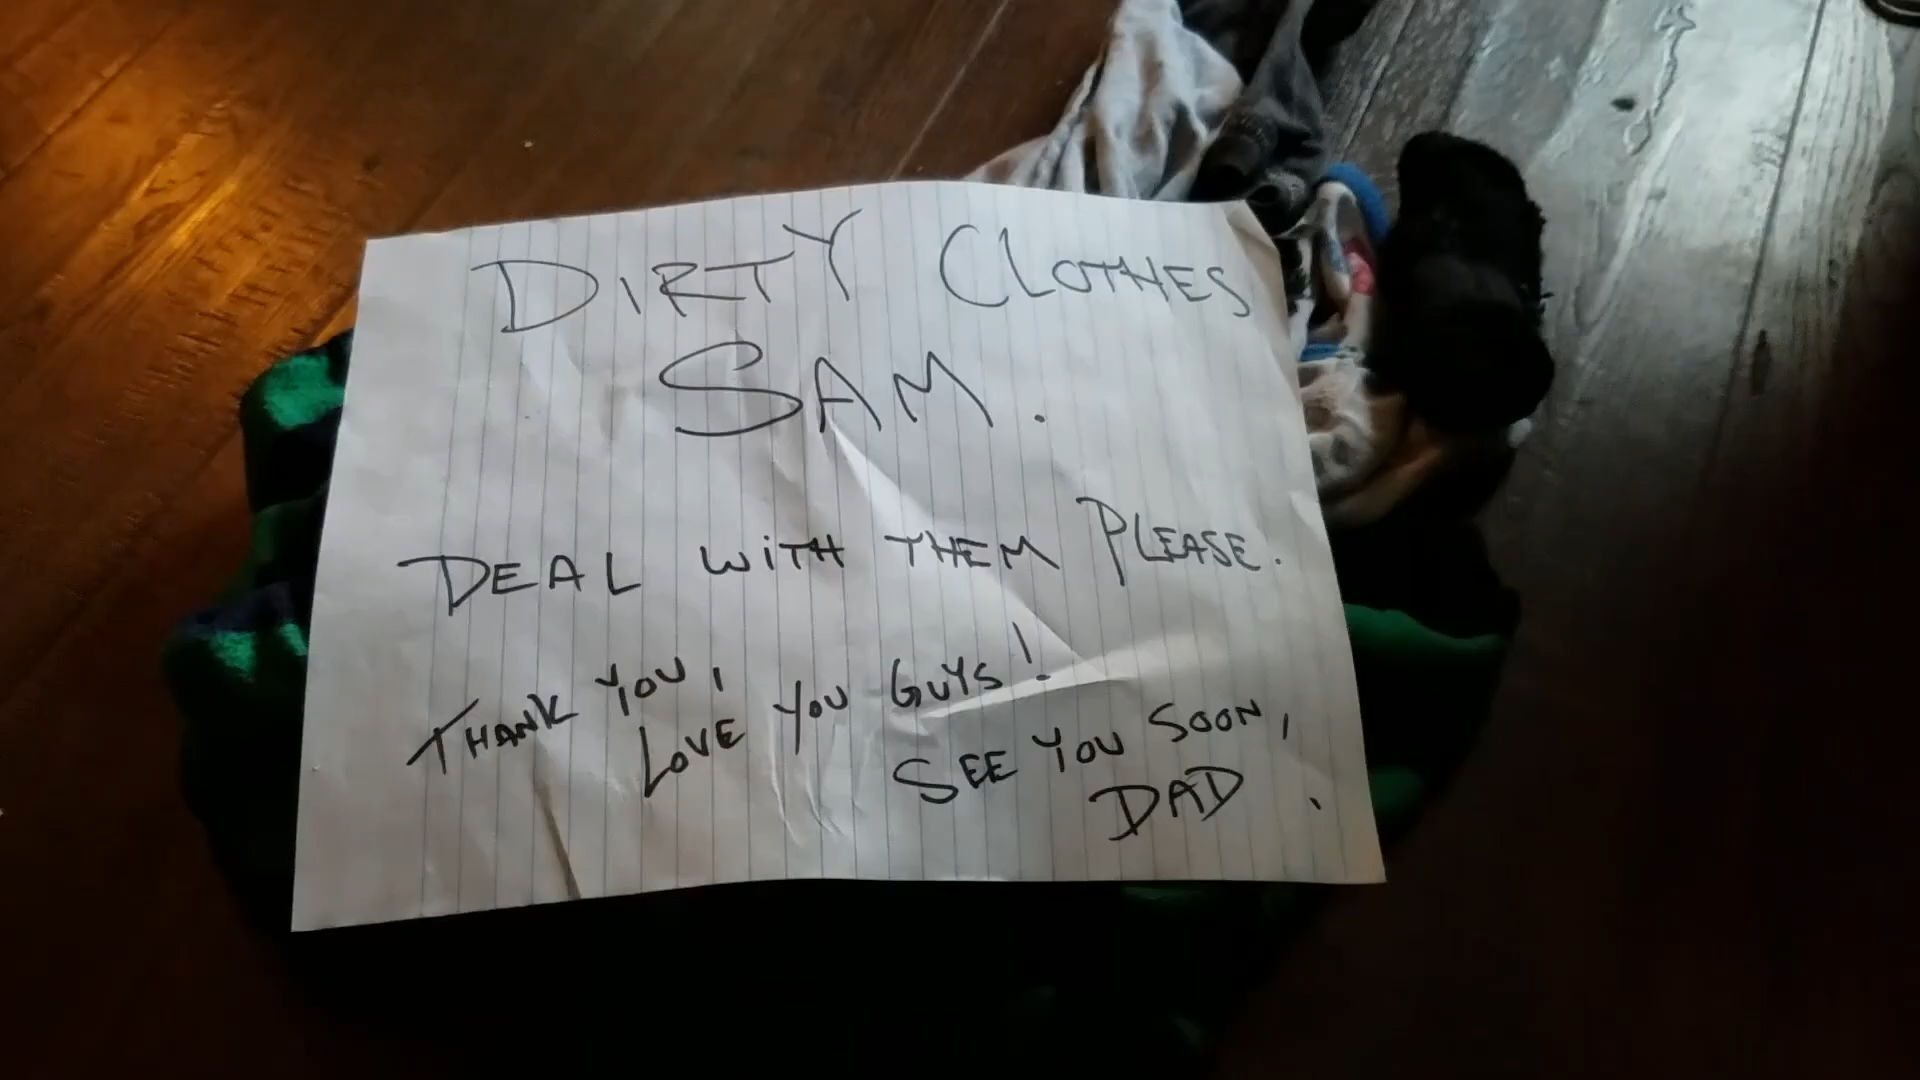 DIRTY CLOTHES
SAM.
DEAL WITH THEM PLEASE.
THANK YOU,
LOVE YOU GUYS!
SEE YOU SOON,
DAD.